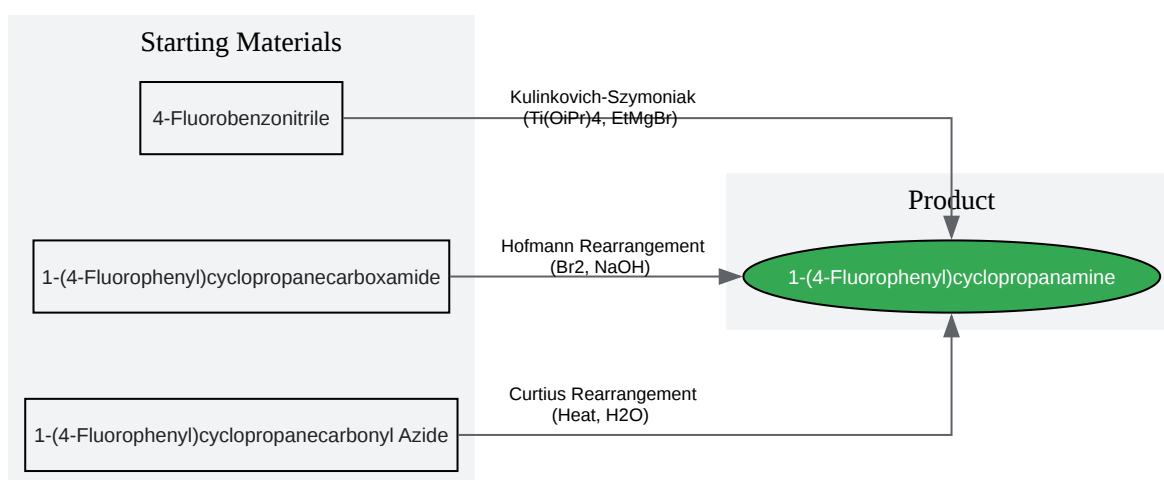 Starting Materials
4-Fluorobenzonitrile
Kulinkovich-Szymoniak
(Ti(OiPr)4, EtMgBr)
Product
1-(4-Fluorophenyl)cyclopropanecarboxamide
Hofmann Rearrangement
(Br2, NaOH)
1-(4-Fluorophenyl)cyclopropanamine
1-(4-Fluorophenyl)cyclopropanecarbonyl Azide
Curtius Rearrangement
(Heat, H2O)